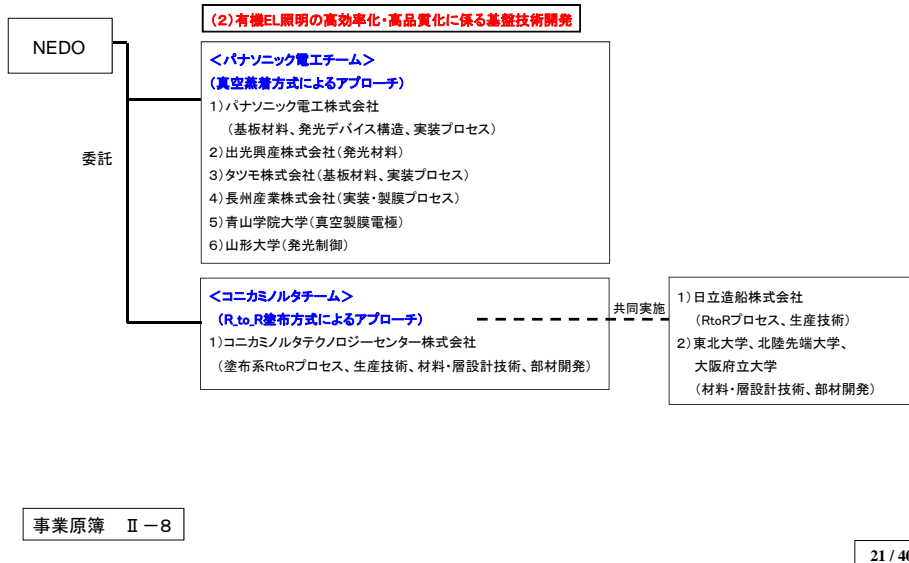 (2)有機EL照明の高効率化・高品質化に係る基盤技術開発
NEDO
委託
<パナソニック電工チーム>
(真空蒸着方式によるアプローチ)
1)パナソニック電工株式会社
(基板材料、発光デバイス構造、実装プロセス)
2)出光興産株式会社(発光材料)
3)タツモ株式会社(基板材料、実装プロセス)
4)長州産業株式会社(実装・製膜プロセス)
5)青山学院大学(真空製膜電極)
6)山形大学(発光制御)
<コニカミノルタチーム>
(R_to_R塗布方式によるアプローチ)
1)コニカミノルタテクノロジーセンター株式会社
(塗布系RtoRプロセス、生産技術、材料・層設計技術、部材開発)
共同実施
1)日立造船株式会社
(RtoRプロセス、生産技術)
2)東北大学、北陸先端大学、
大阪府立大学
(材料・層設計技術、部材開発)
事業原簿 Ⅱ-8
21 / 40